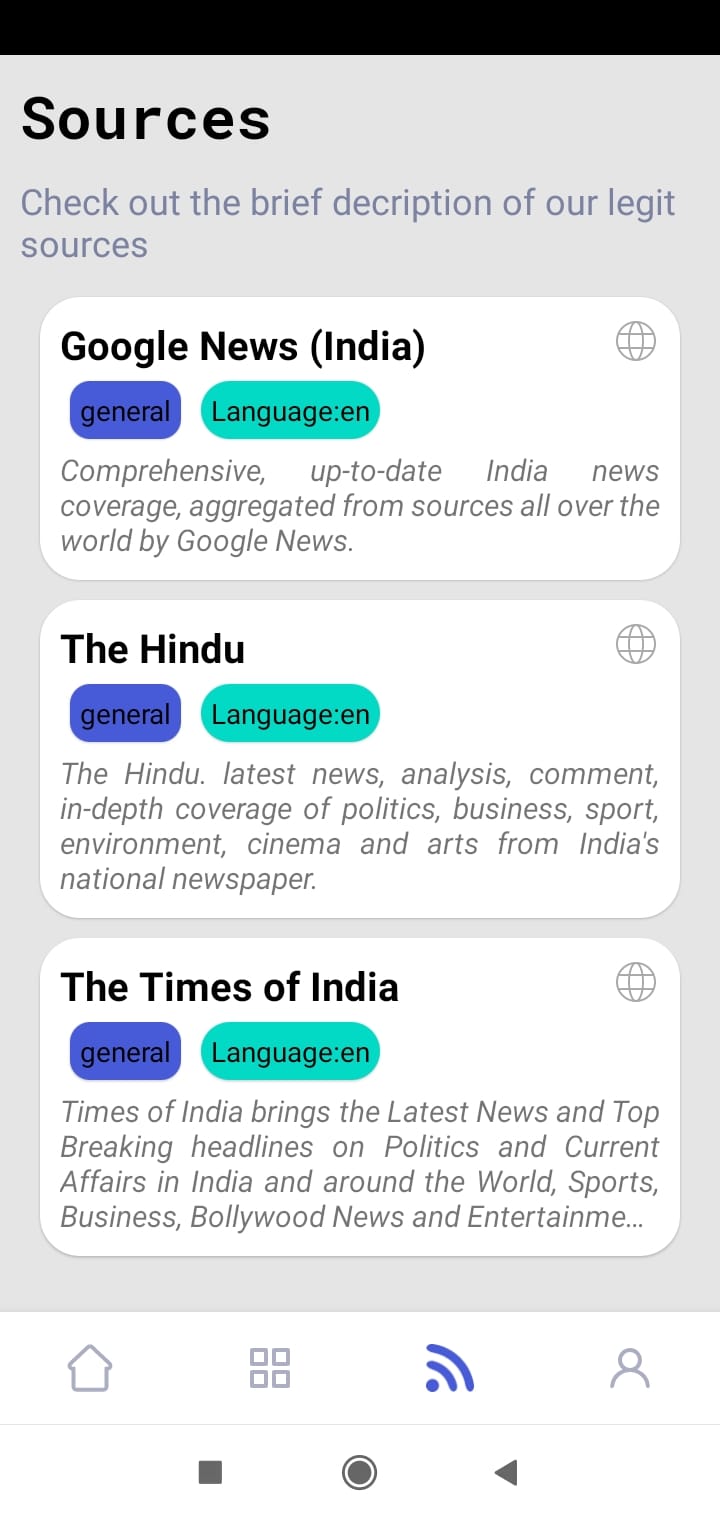 Sources
Check out the brief decription of our legit
sources
Google News (India)
general Language:en
Comprehensive, up-to-date India news
coverage, aggregated from sources all over the
world by Google News.
The Hindu
general Language:en
The Hindu. latest news, analysis, comment,
in-depth coverage of politics, business, sport,
environment, cinema and arts from India's
national newspaper.
The Times of India
general Language:en
Times of India brings the Latest News and Top
Breaking headlines on Politics and Current
Affairs in India and around the World, Sports,
Business, Bollywood News and Entertainme...